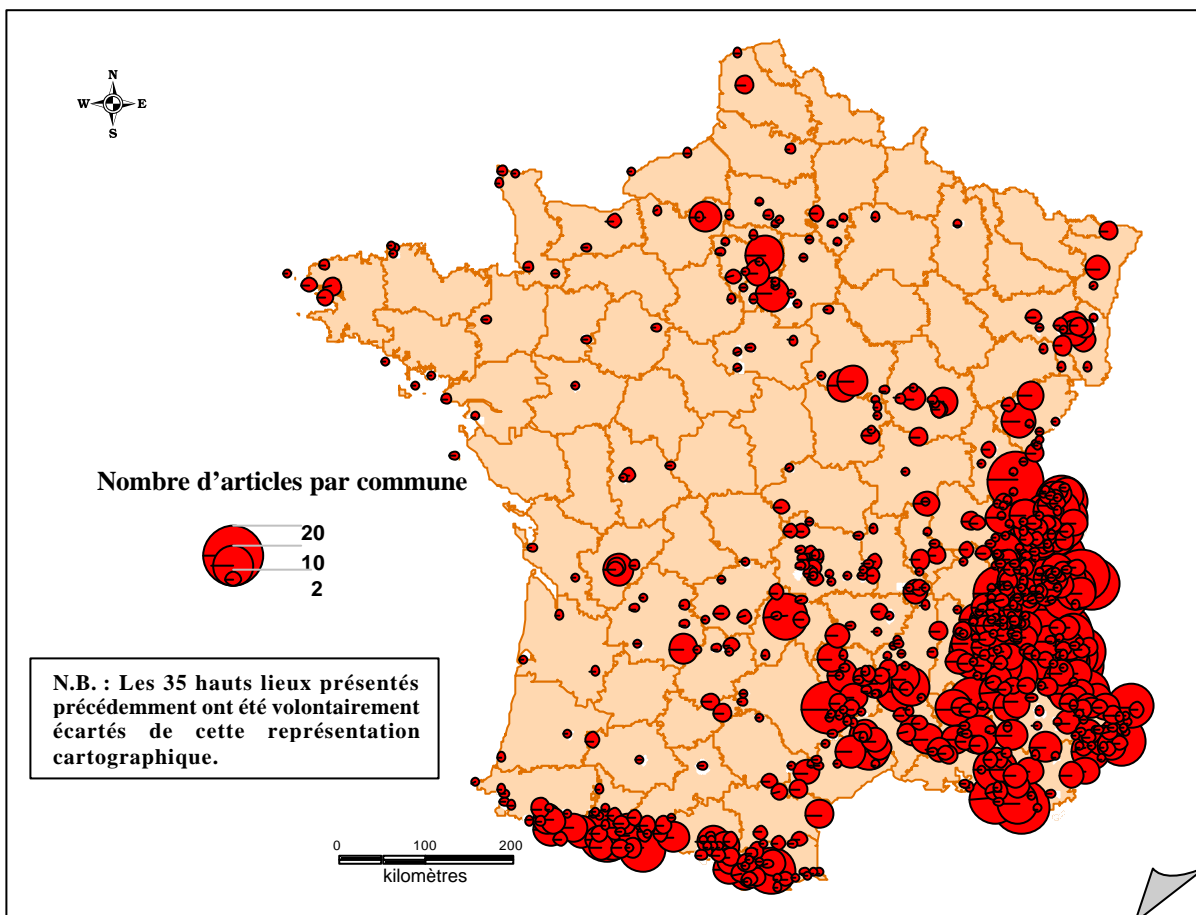 N
W E
S
Nombre d'articles par commune
20
10
2
N.B. : Les 35 hauts lieux présentés
précédemment ont été volontairement
écartés de cette représentation
cartographique.
0 100 200
kilomètres